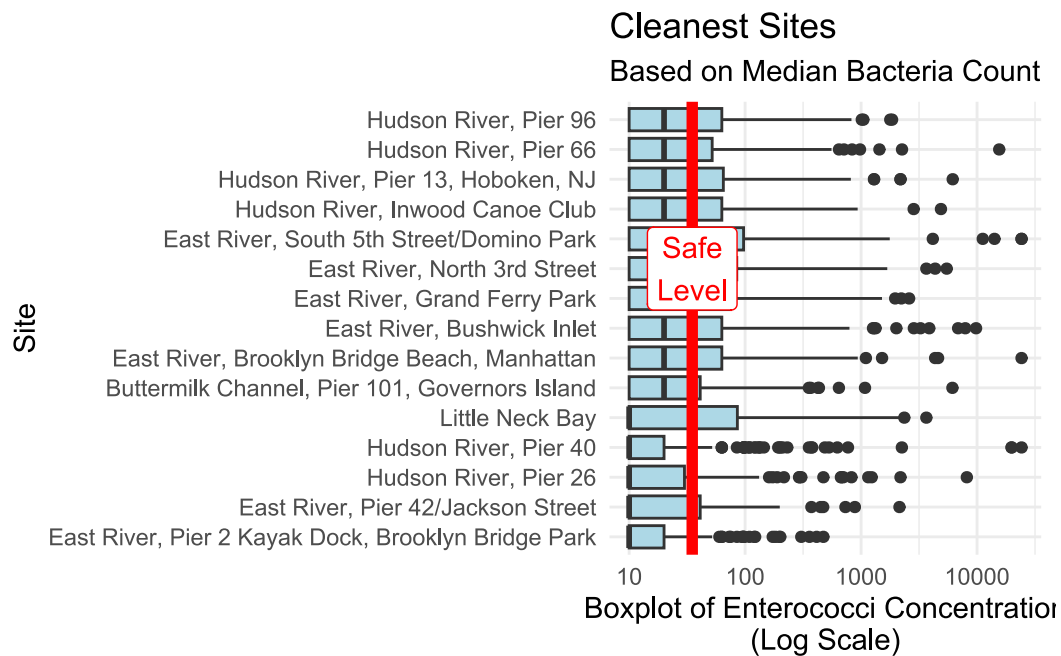 Cleanest Sites
Based on Median Bacteria Count
Site
Hudson River, Pier 96
Hudson River, Pier 66
Hudson River, Pier 13, Hoboken, NJ
Hudson River, Inwood Canoe Club
East River, South 5th Street/Domino Park
East River, North 3rd Street
East River, Grand Ferry Park
East River, Bushwick Inlet
East River, Brooklyn Bridge Beach, Manhattan
Buttermilk Channel, Pier 101, Governors Island
Little Neck Bay
Hudson River, Pier 40
Hudson River, Pier 26
East River, Pier 42/Jackson Street
East River, Pier 2 Kayak Dock, Brooklyn Bridge Park
Safe
Level
10 100 1000 10000
Boxplot of Enterococci Concentration
(Log Scale)